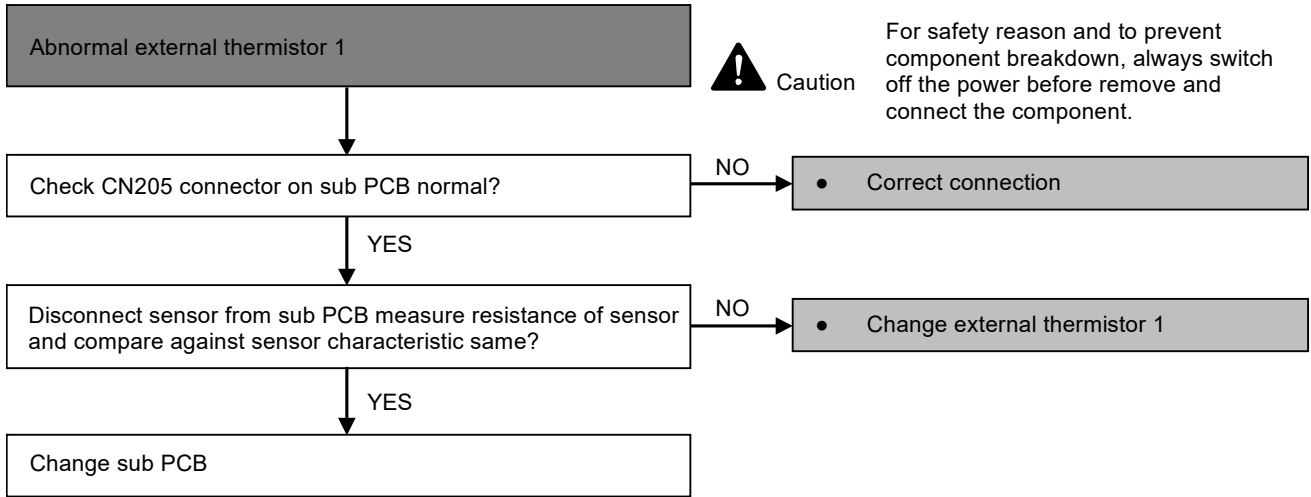 Abnormal external thermistor 1
Caution
For safety reason and to prevent
component breakdown, always switch
off the power before remove and
connect the component.
Check CN205 connector on sub PCB normal?
NO
● Correct connection
YES
Disconnect sensor from sub PCB measure resistance of sensor
and compare against sensor characteristic same?
NO
● Change external thermistor 1
YES
Change sub PCB